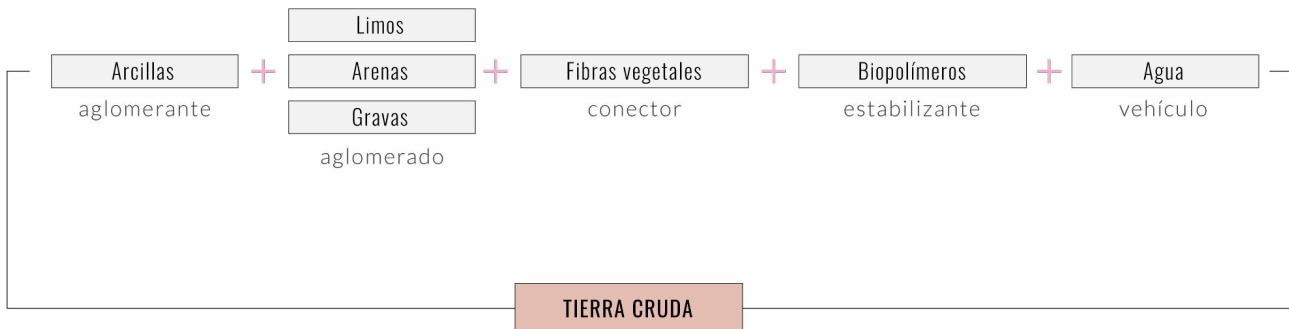 Arcillas
aglomerante
+
Limos
Arenas
Gravas
aglomerado
+
Fibras vegetales
conector
+
Biopolímeros
estabilizante
+
Agua
vehículo
TIERRA CRUDA